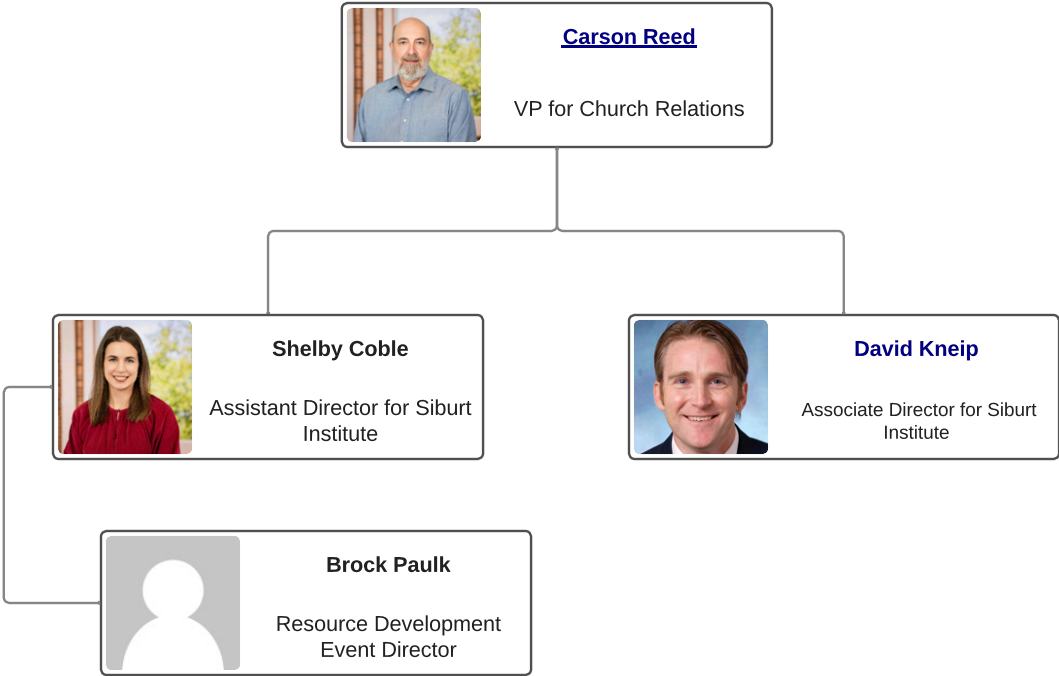 Carson Reed
VP for Church Relations
Shelby Coble
Assistant Director for Siburt
Institute
David Kneip
Associate Director for Siburt
Institute
Brock Paulk
Resource Development
Event Director